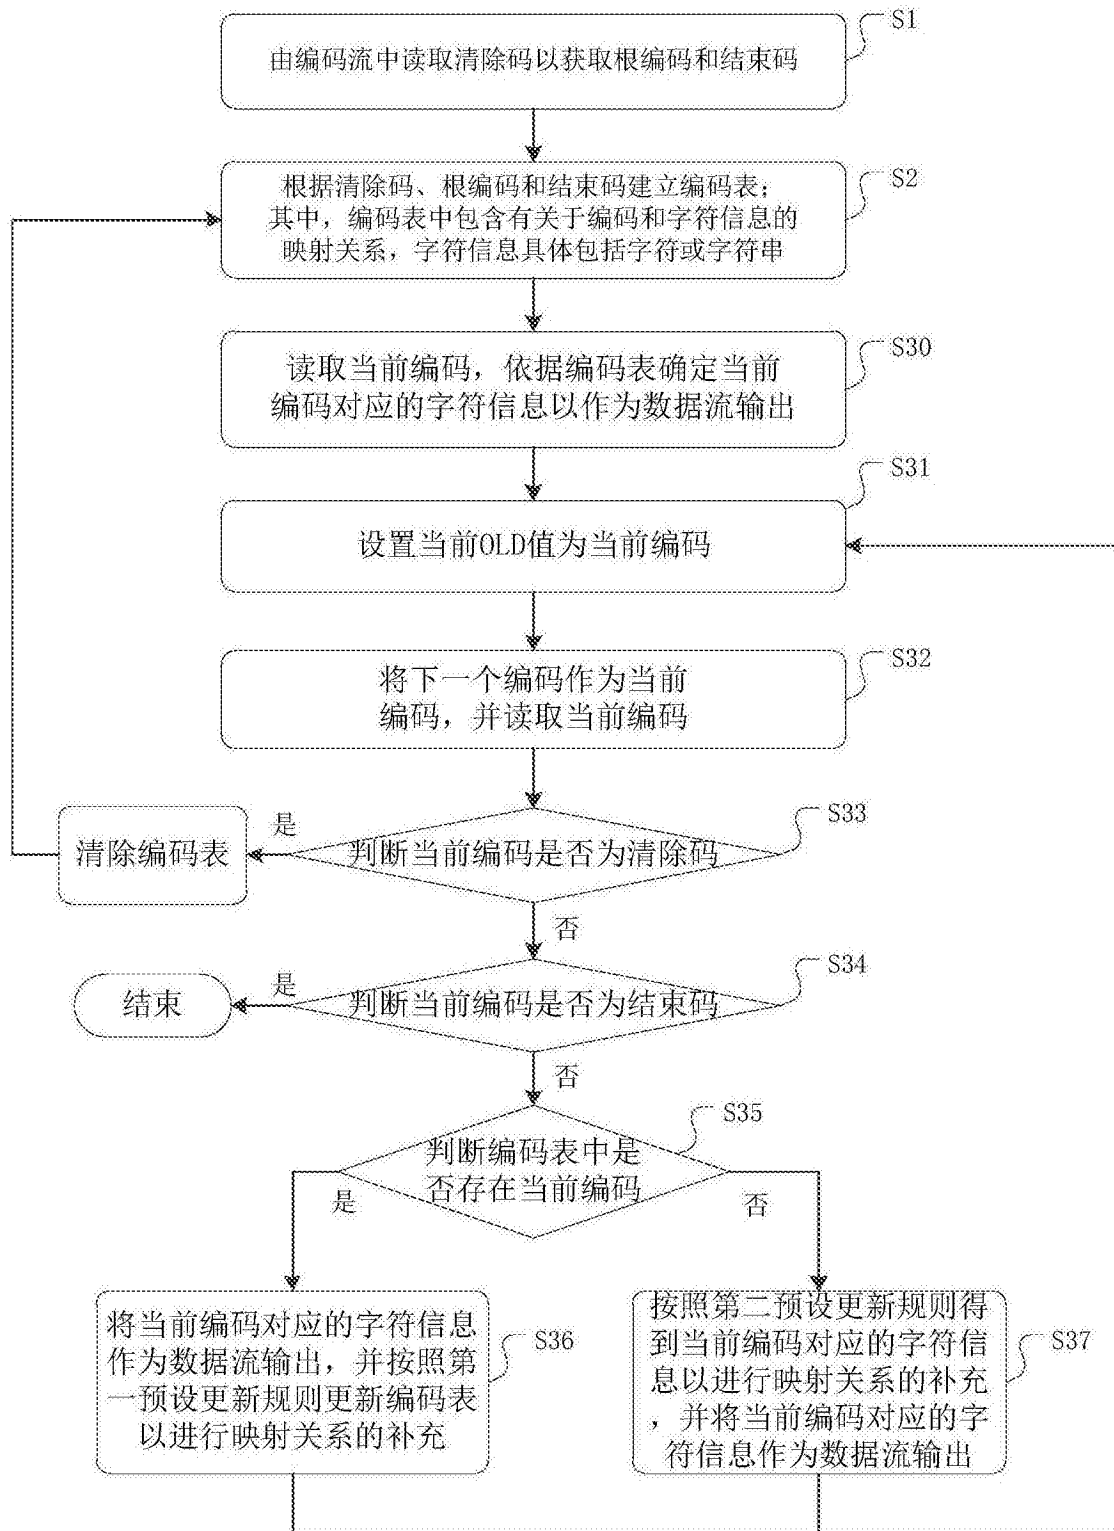 S1
由编码流中读取清除码以获取根编码和结束码
S2
根据清除码、根编码和结束码建立编码表；
其中，编码表中包含有关于编码和字符信息的
映射关系，字符信息具体包括字符或字符串
S30
读取当前编码，依据编码表确定当前
编码对应的字符信息以作为数据流输出
S31
设置当前OLD值为当前编码
S32
将下一个编码作为当前
编码，并读取当前编码
S33
是
清除编码表
判断当前编码是否为清除码
否
S34
是
结束
判断当前编码是否为结束码
否
S35
判断编码表中是
否存在当前编码
是
否
将当前编码对应的字符信息
作为数据流输出，并按照第
一预设更新规则更新编码表
以进行映射关系的补充
S36
按照第二预设更新规则得
到当前编码对应的字符信
息以进行映射关系的补充
，并将当前编码对应的字
符信息作为数据流输出
S37